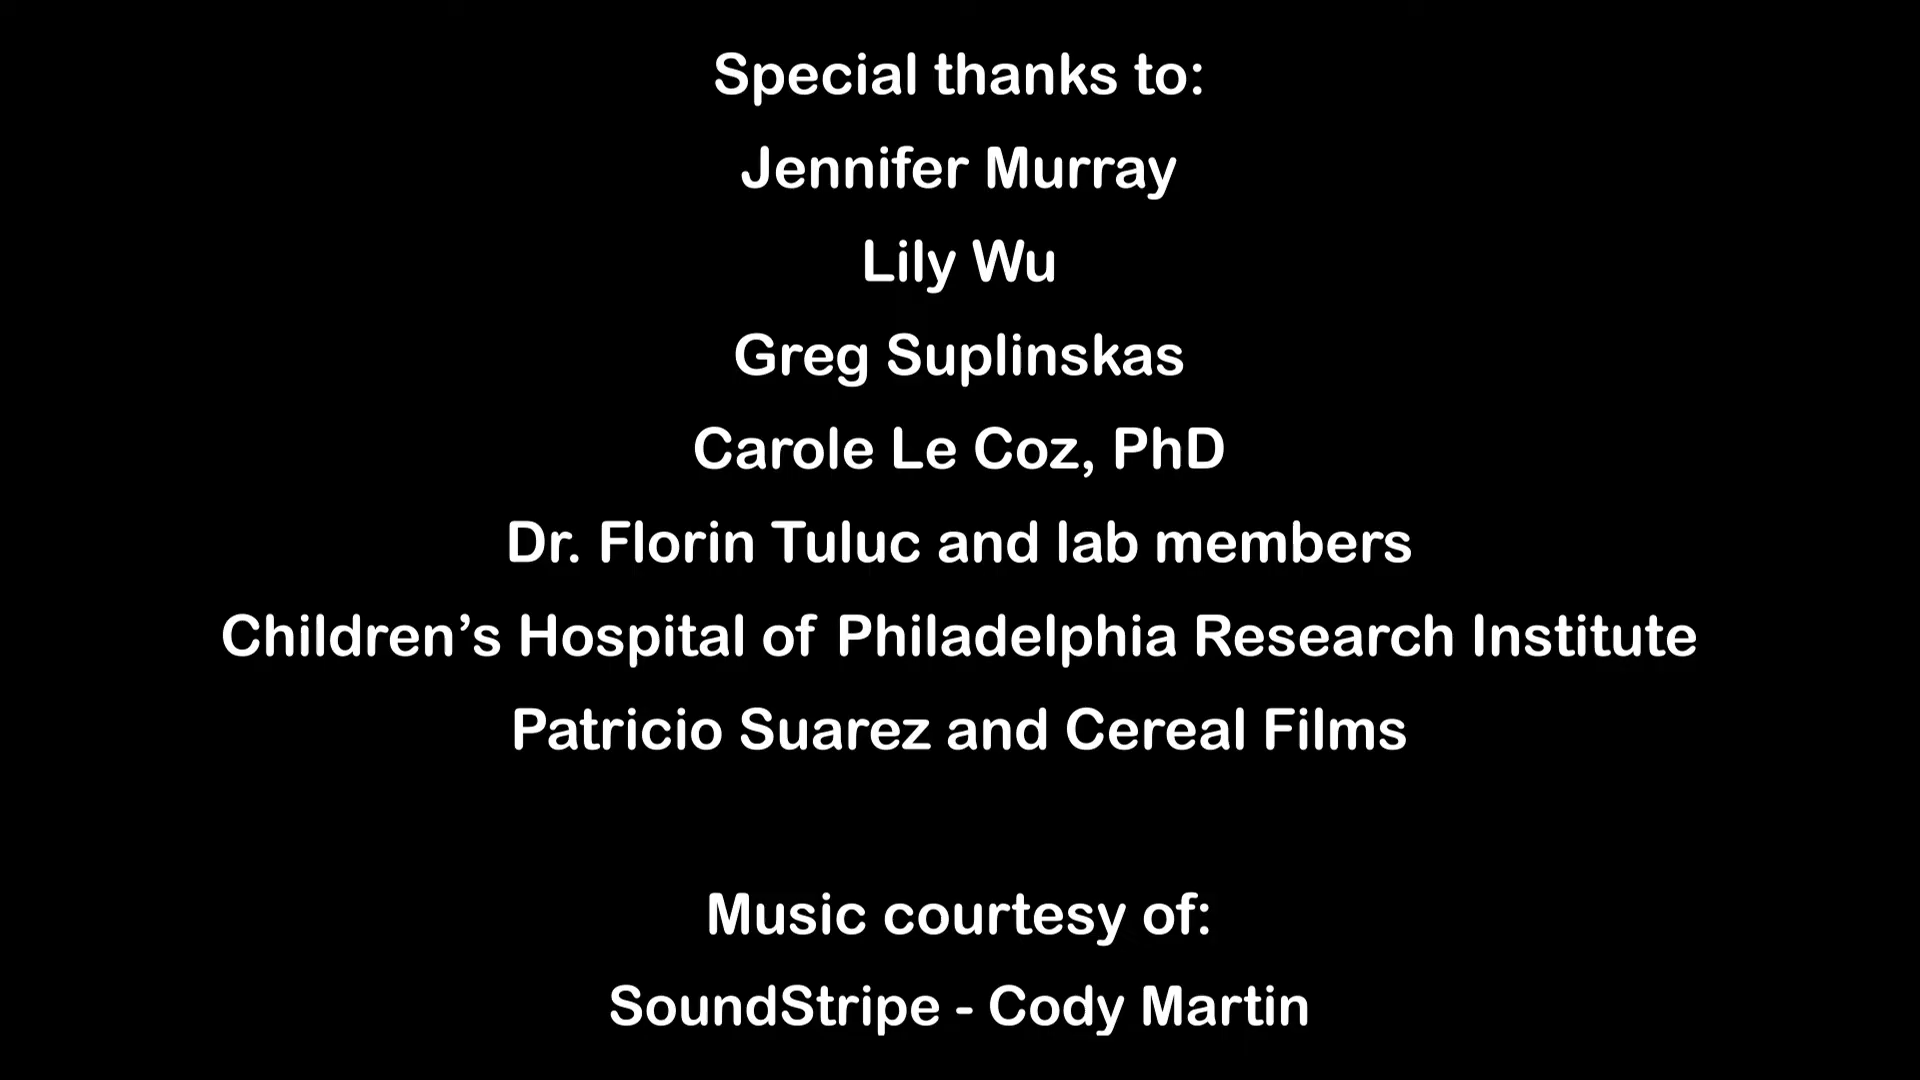 Special thanks to:
Jennifer Murray
Lily Wu
Greg Suplinskas
Carole Le Coz, PhD
Dr. Florin Tuluc and lab members
Children’s Hospital of Philadelphia Research Institute
Patricio Suarez and Cereal Films
Music courtesy of:
SoundStripe - Cody Martin